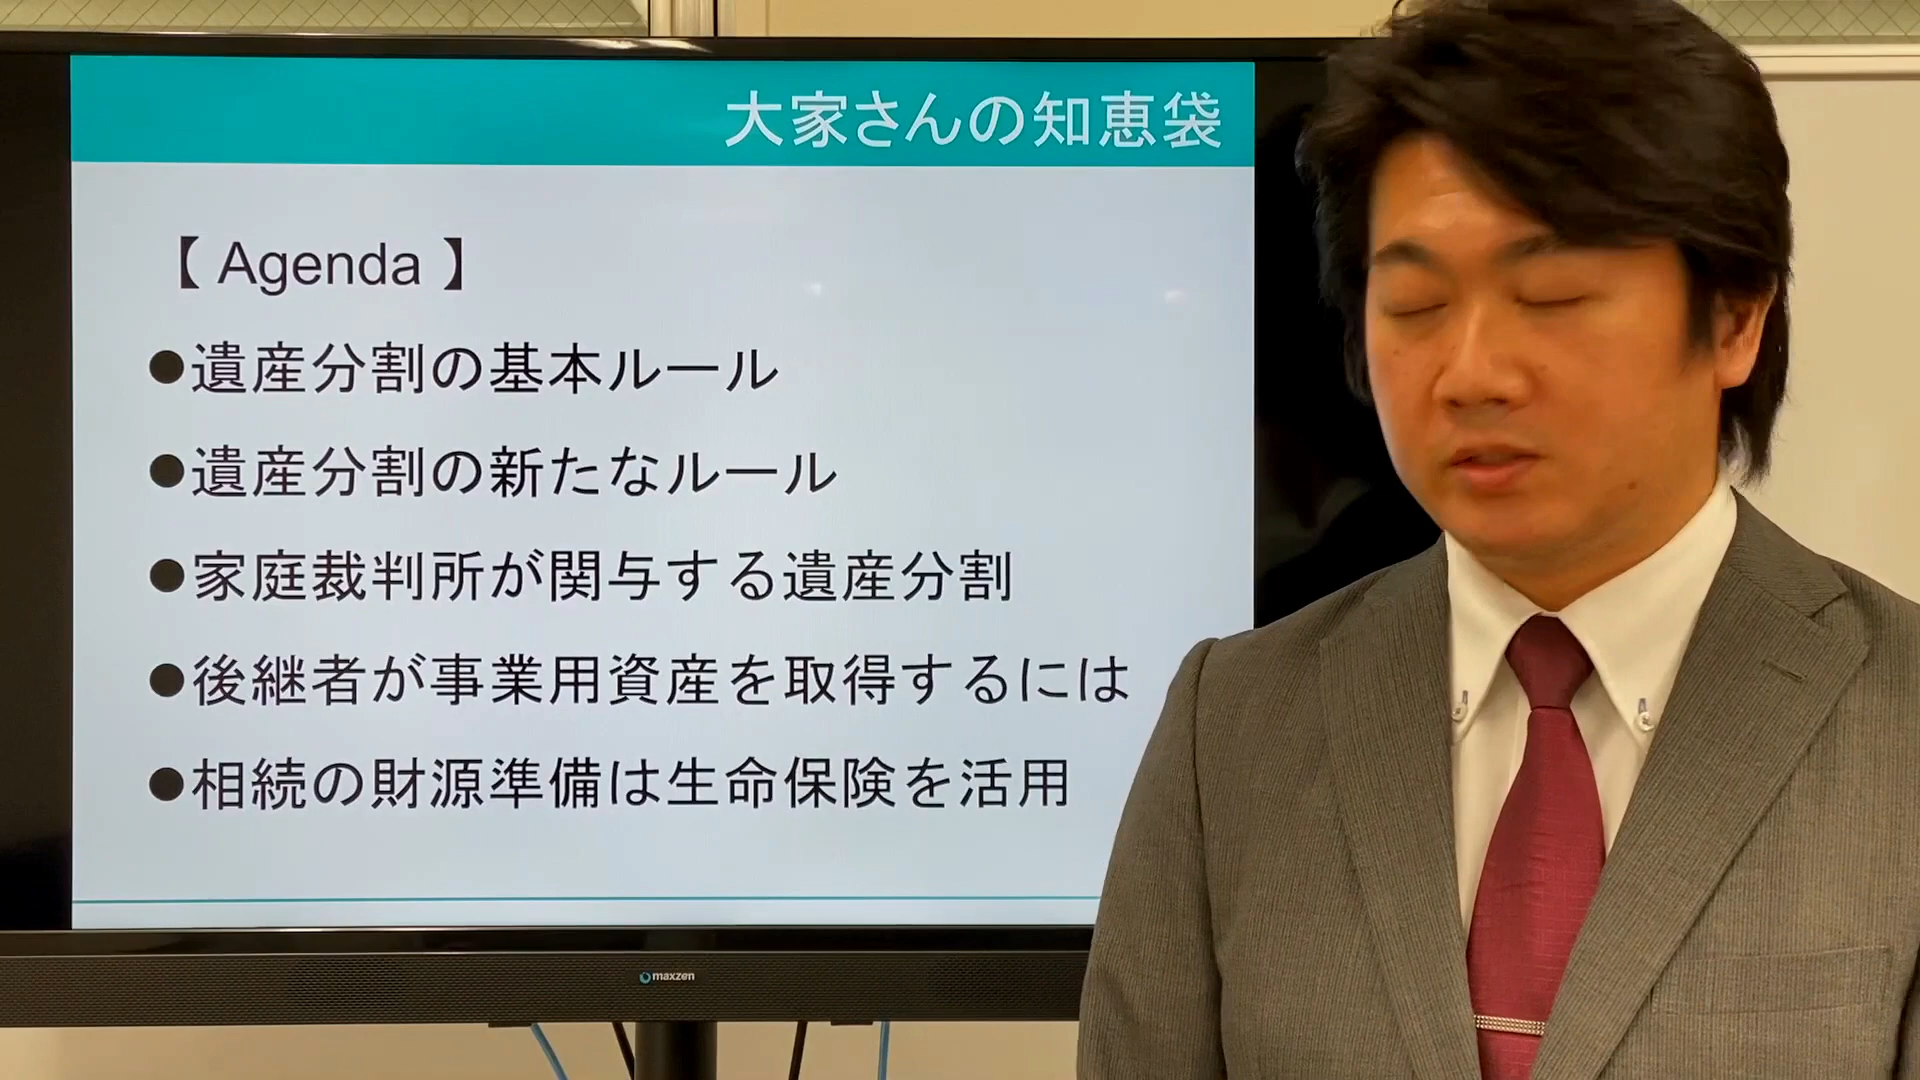 大家さんの知恵袋
【 Agenda 】
●遺産分割の基本ルール
●遺産分割の新たなルール
●家庭裁判所が関与する遺産分割
●後継者が事業用資産を取得するには
●相続の財源準備は生命保険を活用
maxzen